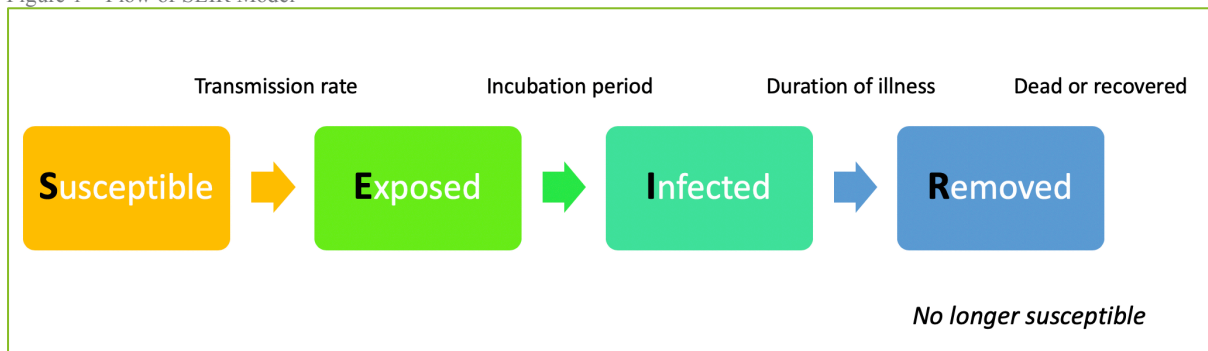 Transmission rate
Incubation period
Duration of illness
Dead or recovered
Susceptible
Exposed
Infected
Removed
No longer susceptible